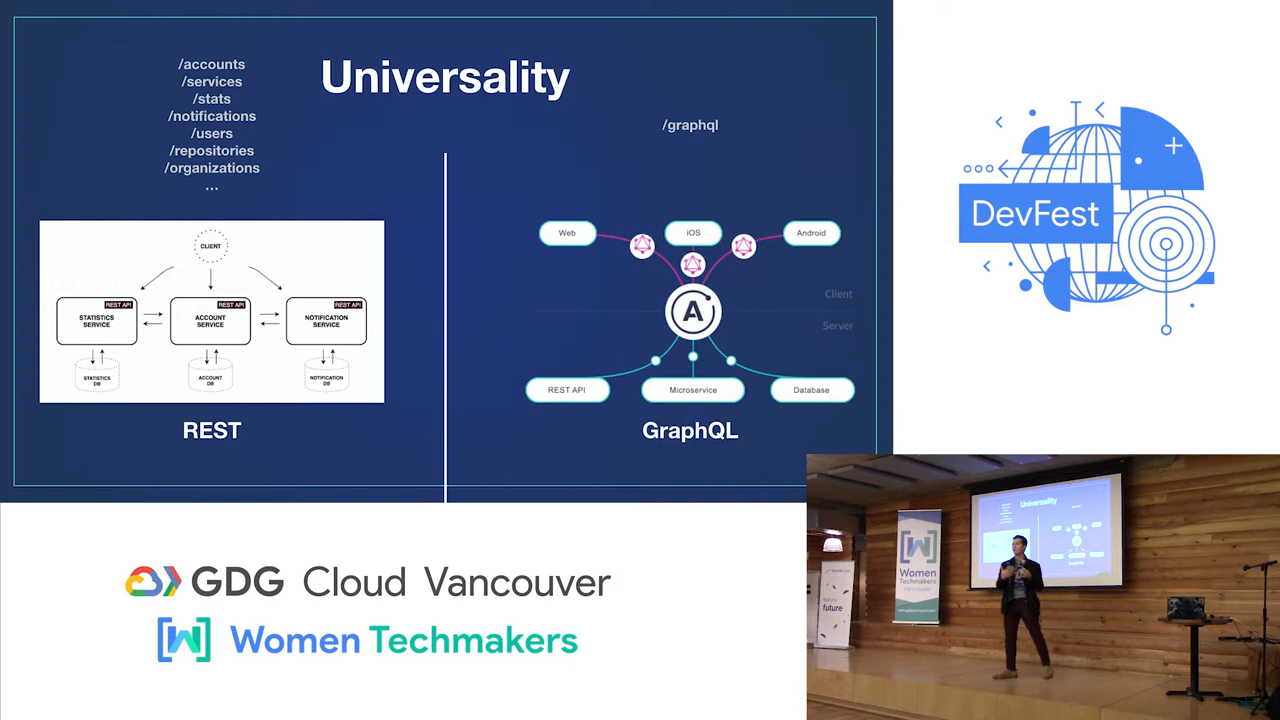 Universality
/accounts
/services
/stats
/notifications
/users
/repositories
/organizations
...
CLIENT
REST API
REST API
REST API
STATISTICS
SERVICE
ACCOUNT
SERVICE
NOTIFICATION
SERVICE
STATISTICS
DB
ACCOUNT
DB
NOTIFICATION
DB
REST
/graphql
Web
iOS
Android
A
Client
Server
REST API
Microservice
Database
GraphQL
DevFest
GDG Cloud Vancouver
[W] Women Techmakers
Universality
Women
Techmakers
Vancouver
future